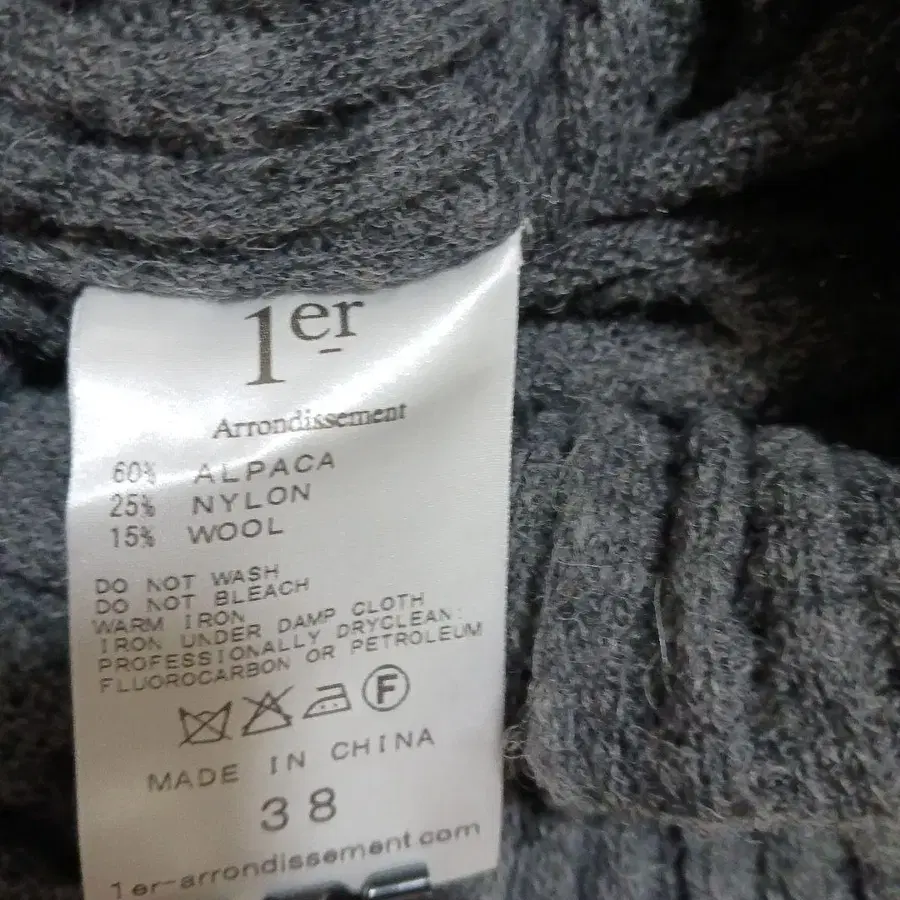 1er
Arrondissement
60% ALPACA
25% NYLON
15% WOOL
DO NOT WASH
DO NOT BLEACH
WARM IRON
IRON UNDER DAMP CLOTH
PROFESSIONALLY DRYCLEAN:
FLUOROCARBON OR PETROLEUM
F
MADE IN CHINA
38
1er-arrondissement.com